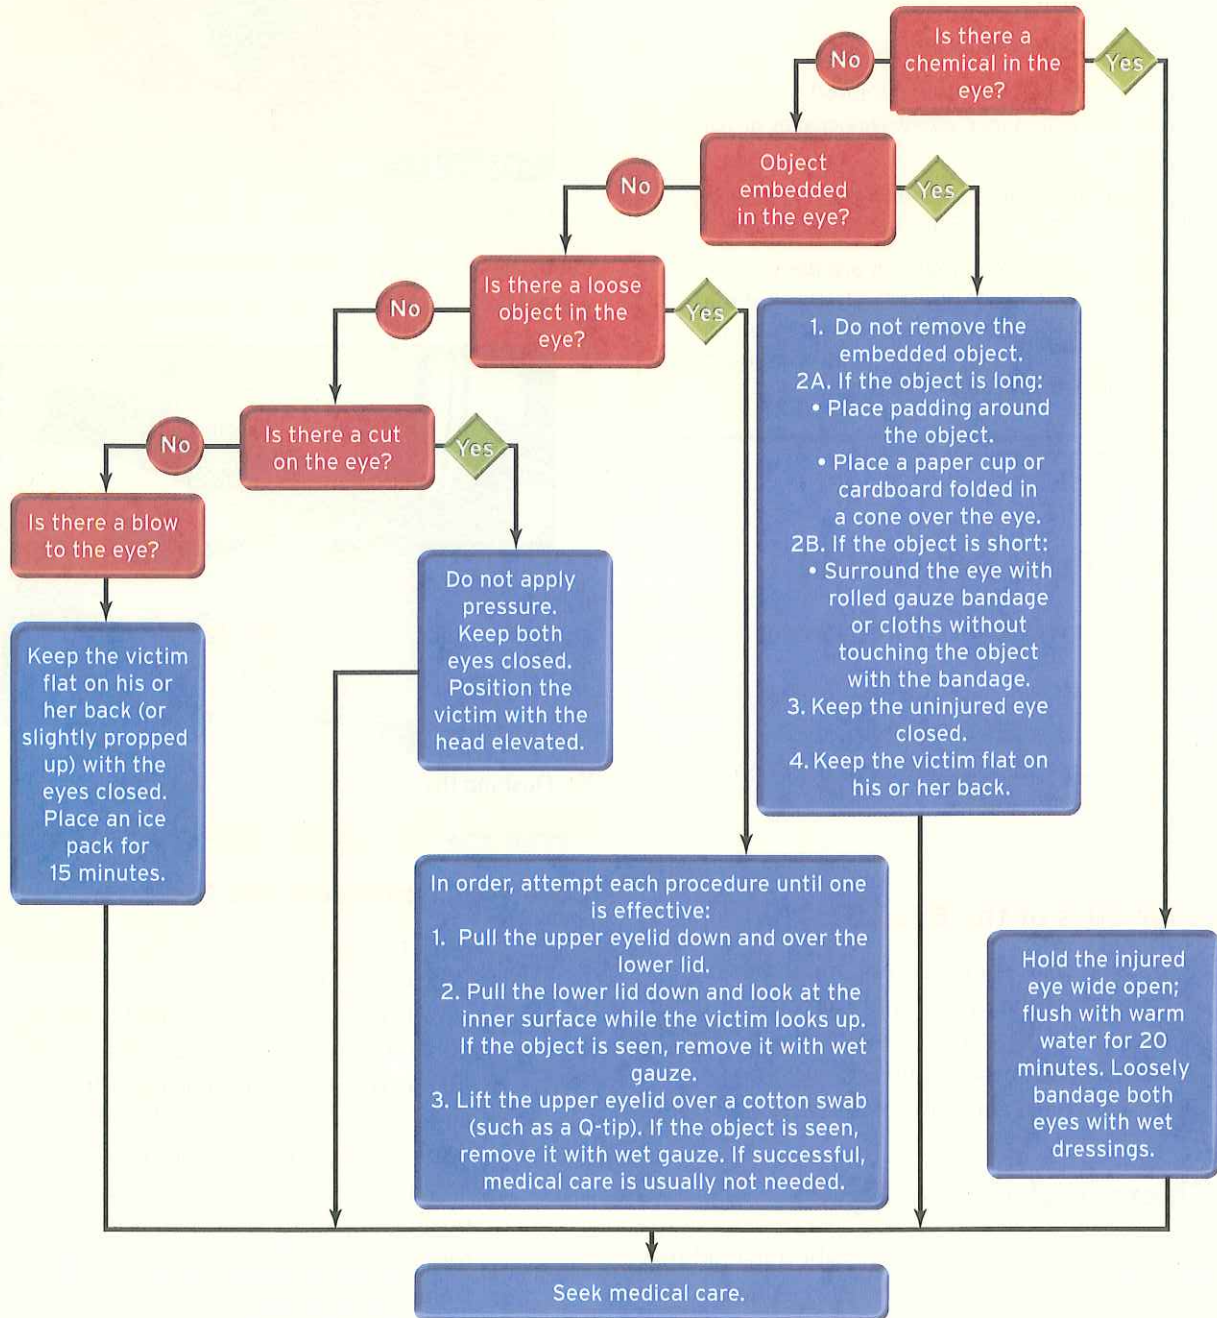 Is there a
chemical in the
eye?
No
Yes
Object
embedded
in the eye?
No
Yes
Is there a loose
object in the
eye?
No
Yes
Is there a cut
on the eye?
No
Yes
Is there a blow
to the eye?
Keep the victim
flat on his or
her back (or
slightly propped
up) with the
eyes closed.
Place an ice
pack for
15 minutes.
Do not apply
pressure.
Keep both
eyes closed.
Position the
victim with the
head elevated.
In order, attempt each procedure until one
is effective:
1. Pull the upper eyelid down and over the
lower lid.
2. Pull the lower lid down and look at the
inner surface while the victim looks up.
If the object is seen, remove it with wet
gauze.
3. Lift the upper eyelid over a cotton swab
(such as a Q-tip). If the object is seen,
remove it with wet gauze. If successful,
medical care is usually not needed.
1. Do not remove the
embedded object.
2A. If the object is long:
• Place padding around
the object.
• Place a paper cup or
cardboard folded in
a cone over the eye.
2B. If the object is short:
• Surround the eye with
rolled gauze bandage
or cloths without
touching the object
with the bandage.
3. Keep the uninjured eye
closed.
4. Keep the victim flat on
his or her back.
Hold the injured
eye wide open;
flush with warm
water for 20
minutes. Loosely
bandage both
eyes with wet
dressings.
Seek medical care.